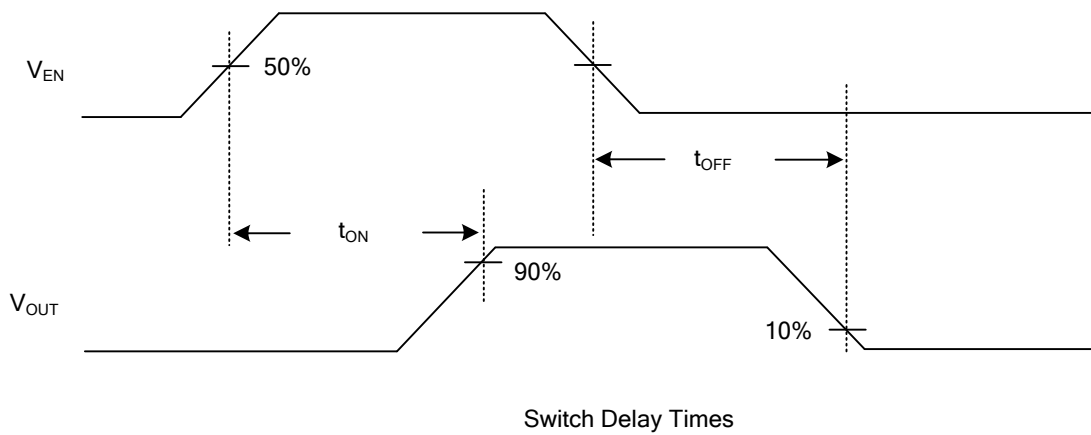 V_EN
50%
t_OFF
t_ON
90%
V_OUT
10%
Switch Delay Times